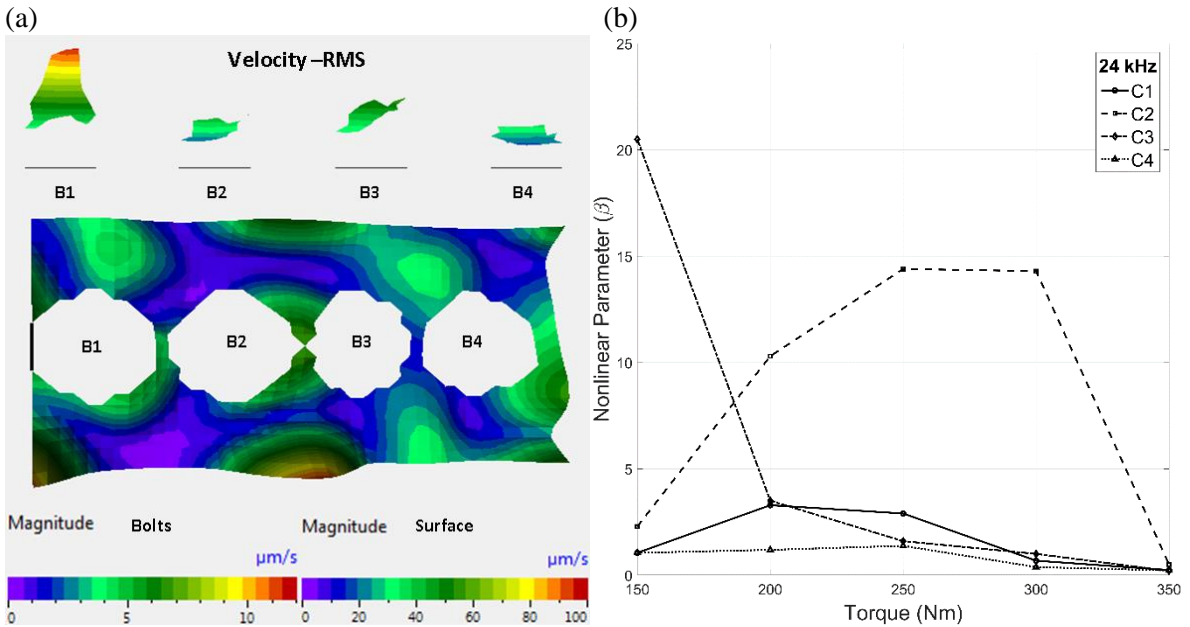 (a)
Velocity –RMS
B1 B2 B3 B4
B1 B2 B3 B4
Magnitude Bolts Magnitude Surface
µm/s µm/s
0 5 10 0 20 40 60 80 100
(b)
25
20
15
10
5
0
Nonlinear Parameter (β)
24 kHz
C1
C2
C3
C4
150 200 250 300 350
Torque (Nm)